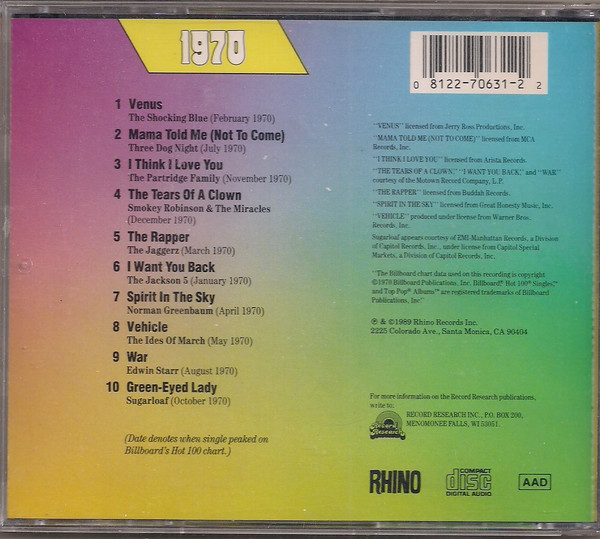 1970
1 Venus
The Shocking Blue (February 1970)
2 Mama Told Me (Not To Come)
Three Dog Night (July 1970)
3 I Think I Love You
The Partridge Family (November 1970)
4 The Tears Of A Clown
Smokey Robinson & The Miracles
(December 1970)
5 The Rapper
The Jaggerz (March 1970)
6 I Want You Back
The Jackson 5 (January 1970)
7 Spirit In The Sky
Norman Greenbaum (April 1970)
8 Vehicle
The Ides Of March (May 1970)
9 War
Edwin Starr (August 1970)
10 Green-Eyed Lady
Sugarloaf (October 1970)
(Date denotes when single peaked on
Billboard's Hot 100 chart.)
0 8122-70631-2 2
"VENUS" licensed from Jerry Ross Productions, Inc.
"MAMA TOLD ME (NOT TO COME)" licensed from MCA
Records.
"I THINK I LOVE YOU" licensed from Arista Records.
"THE TEARS OF A CLOWN," "I WANT YOU BACK," and "WAR"
courtesy of the Motown Record Company, L.P.
"THE RAPPER" licensed from Buddah Records.
"SPIRIT IN THE SKY" licensed from Great Honesty Music, Inc.
"VEHICLE" produced under license from Warner Bros.
Records, Inc.
Sugarloaf appears courtesy of EMI-Manhattan Records, a Division
of Capitol Records, Inc., under license from Capitol Special
Markets, a Division of Capitol Records, Inc.
"The Billboard chart data used on this recording is copyright
©1970 Billboard Publications, Inc. Billboard,® Hot 100® Singles,™
and Top Pop® Albums™ are registered trademarks of Billboard
Publications, Inc."
℗ & ©1989 Rhino Records Inc.
2225 Colorado Ave., Santa Monica, CA 90404
For more information on the Record Research publications,
write to:
Record Research
RECORD RESEARCH INC., P.O. BOX 200,
MENOMONEE FALLS, WI 53051.
RHINO
COMPACT
disc
DIGITAL AUDIO
AAD